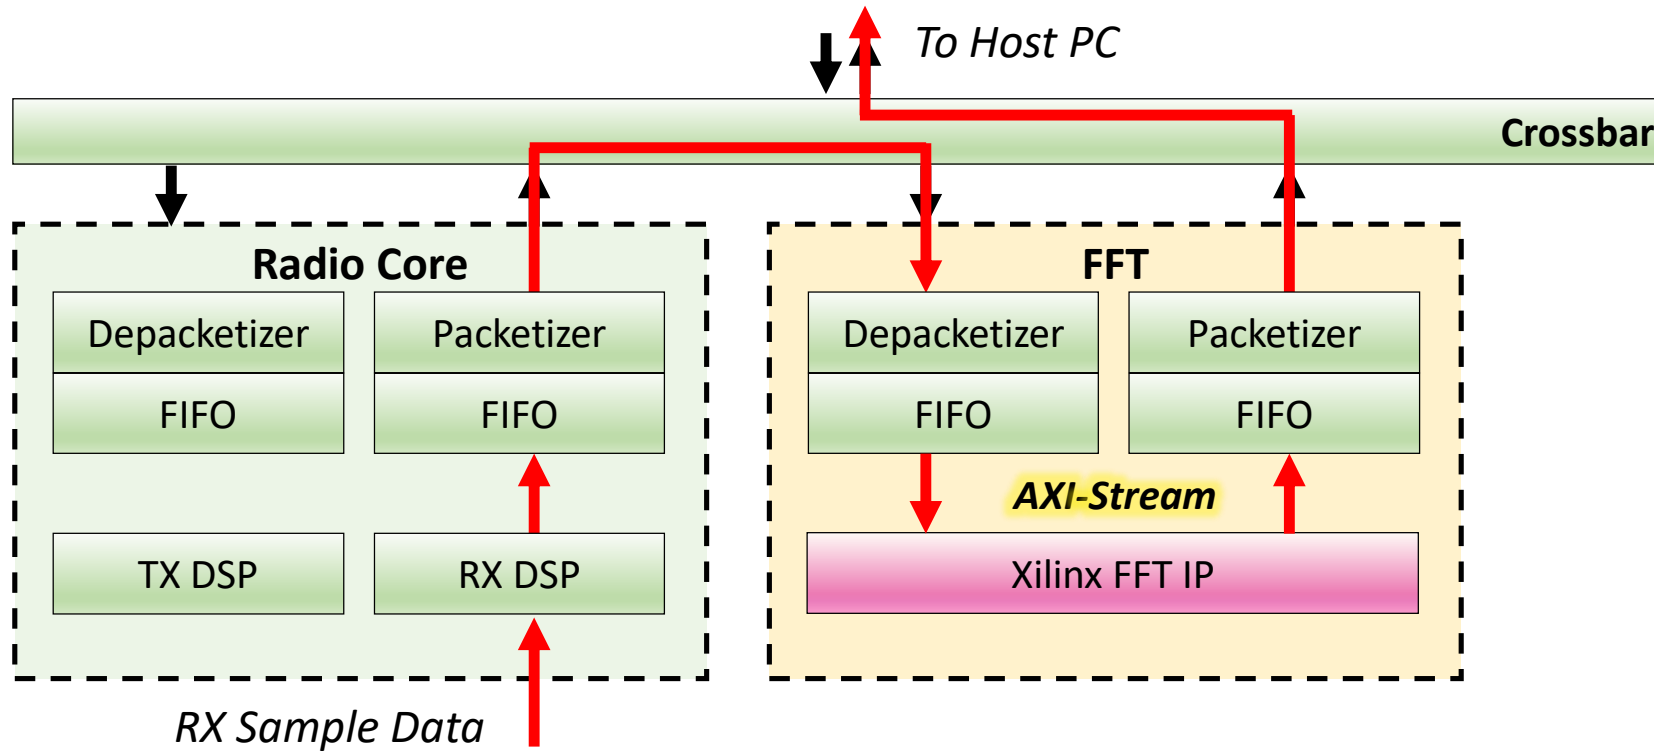 To Host PC
Crossbar
Radio Core
FFT
Depacketizer
Packetizer
Depacketizer
Packetizer
FIFO
FIFO
FIFO
FIFO
AXI-Stream
TX DSP
RX DSP
Xilinx FFT IP
RX Sample Data